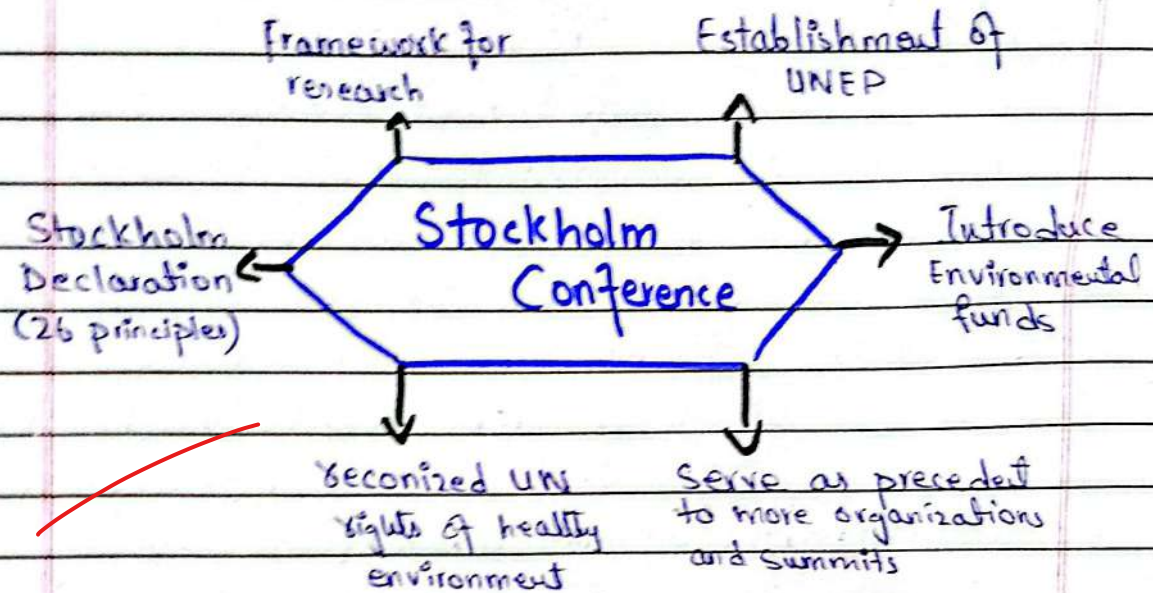 Framework for
research
Establishment of
UNEP
Stockholm
Conference
Stockholm
Declaration
(26 principles)
Introduce
Environmental
funds
reconized
rights of healthy
environment
Serve as precedent
to more organizations
and summits